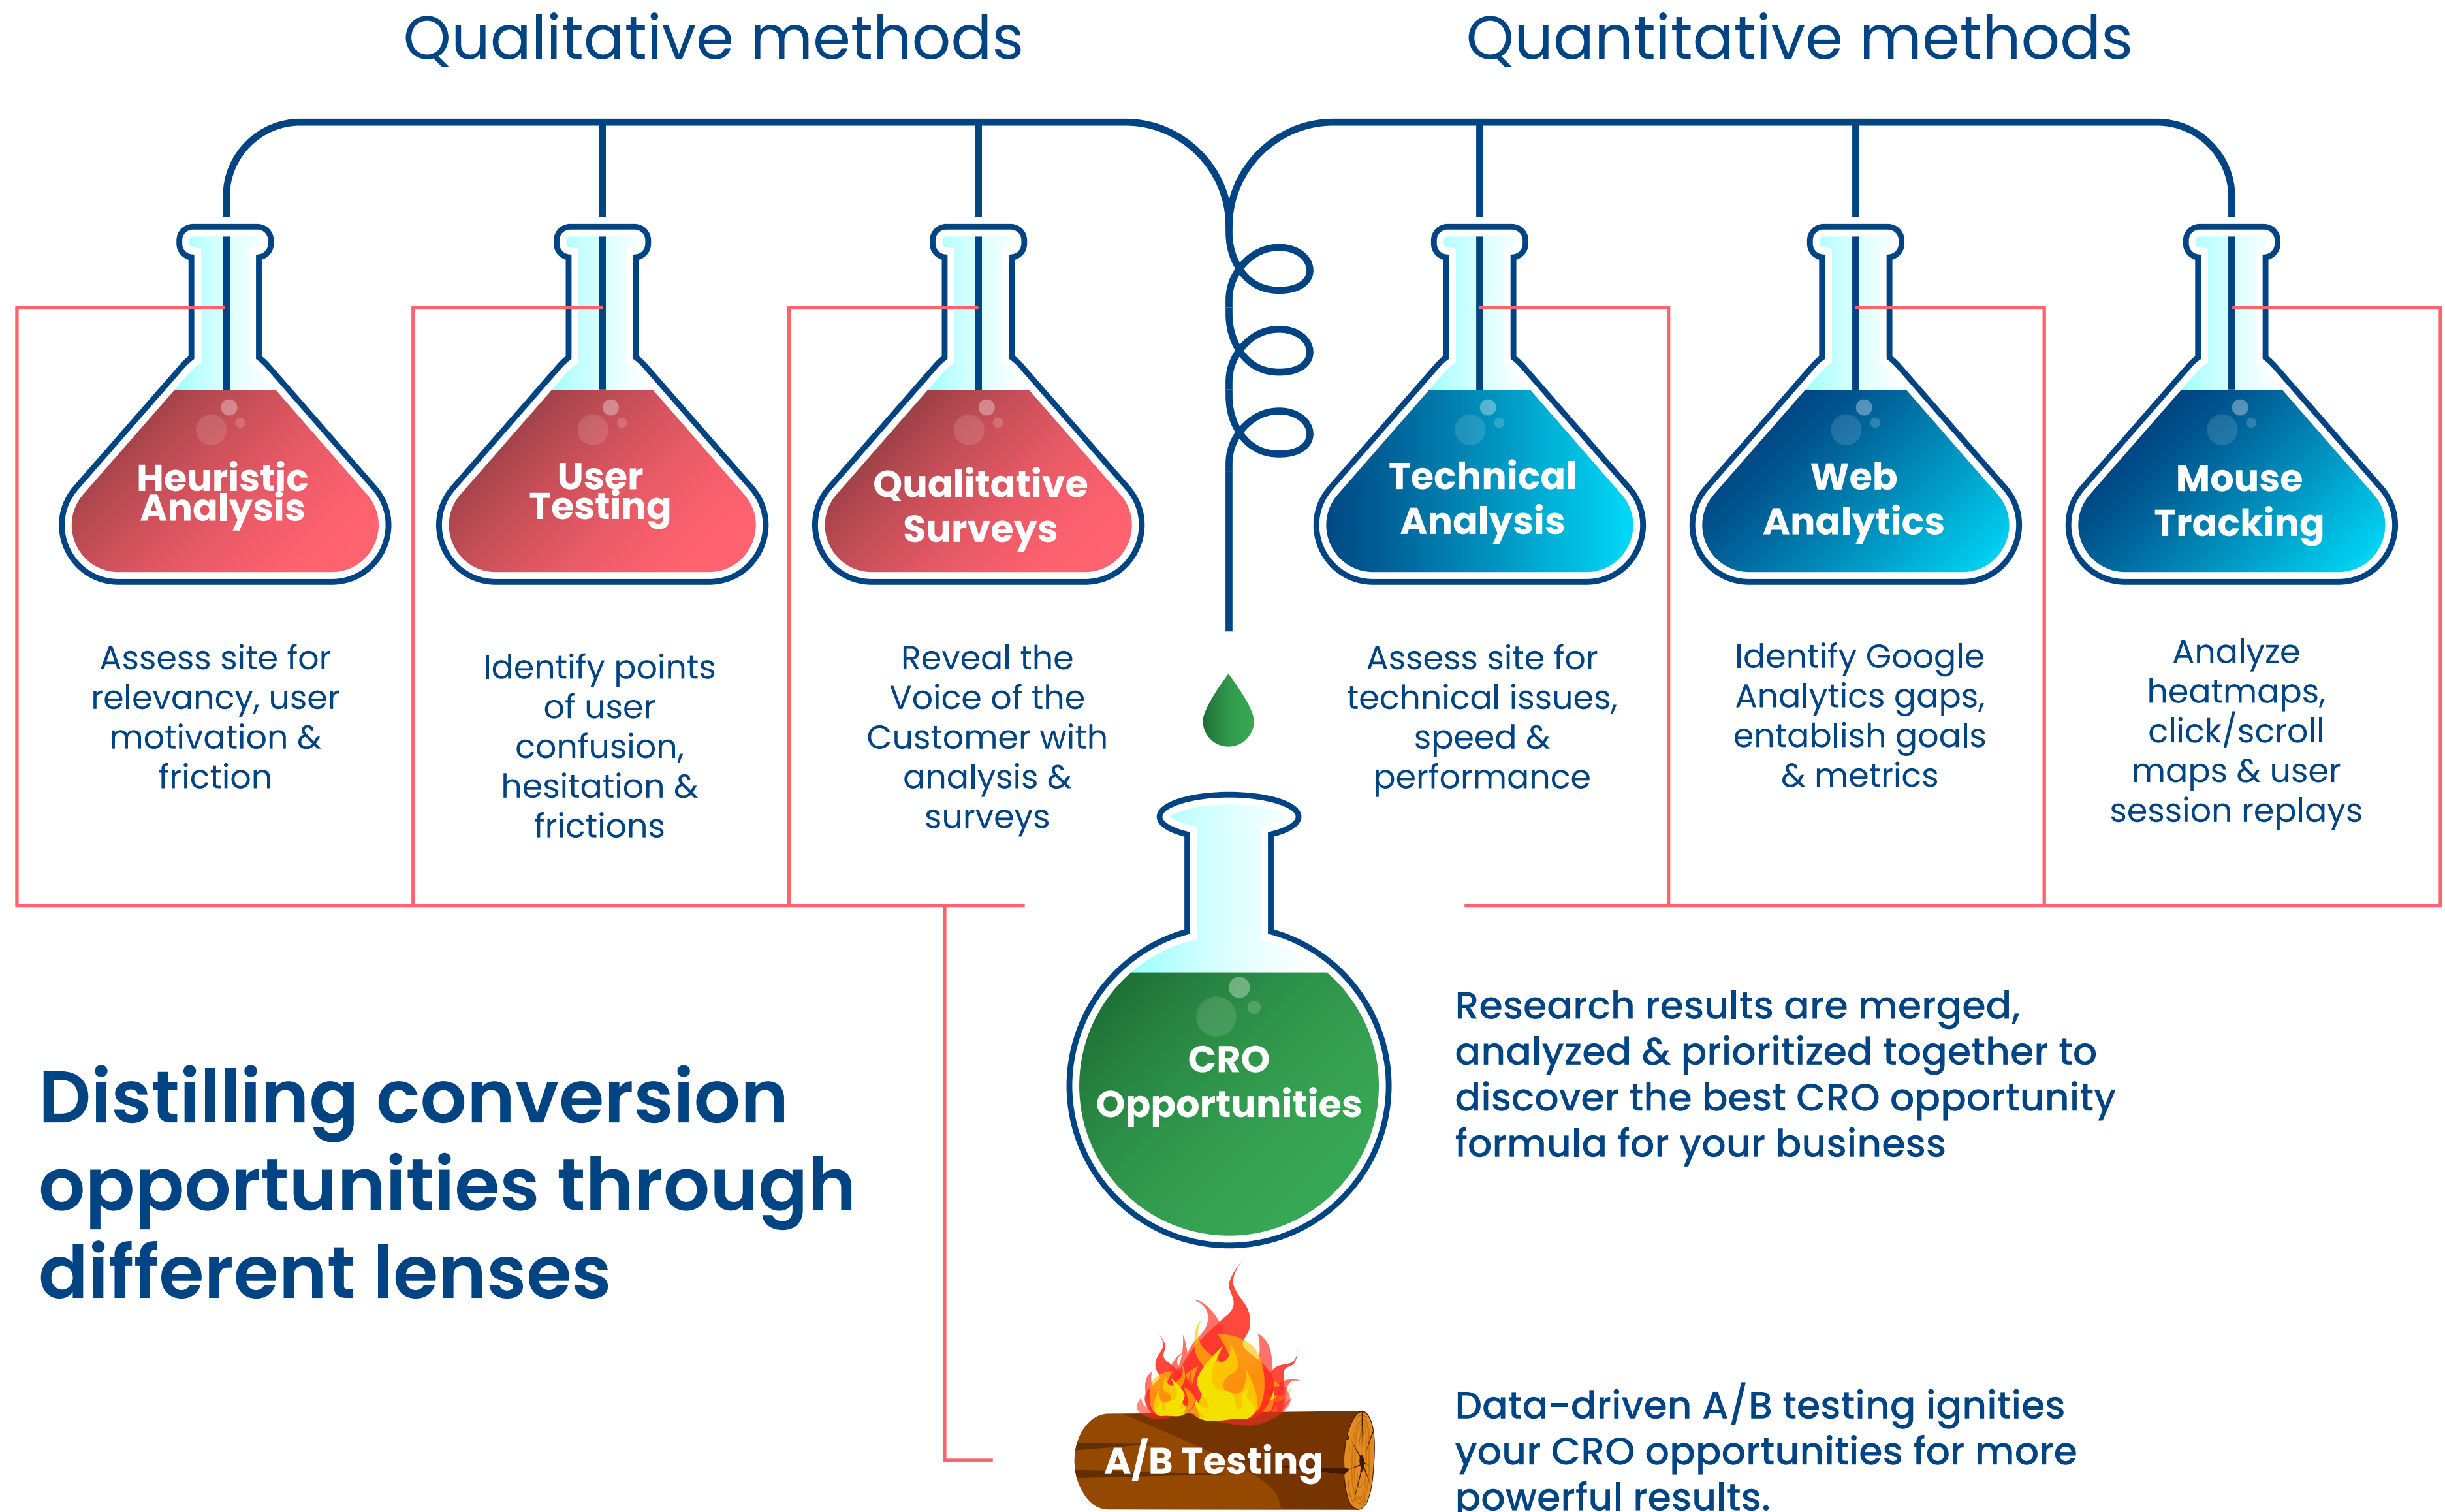 Qualitative methods
Quantitative methods
Heuristic
Analysis
User
Testing
Qualitative
Surveys
Technical
Analysis
Web
Analytics
Mouse
Tracking
Assess site for
relevancy, user
motivation &
friction
Identify points
of user
confusion,
hesitation &
frictions
Reveal the
Voice of the
Customer with
analysis &
surveys
Assess site for
technical issues,
speed &
performance
Identify Google
Analytics gaps,
entablish goals
& metrics
Analyze
heatmaps,
click/scroll
maps & user
session replays
CRO
Opportunities
Research results are merged,
analyzed & prioritized together to
discover the best CRO opportunity
formula for your business
Distilling conversion
opportunities through
different lenses
A/B Testing
Data-driven A/B testing ignities
your CRO opportunities for more
powerful results.